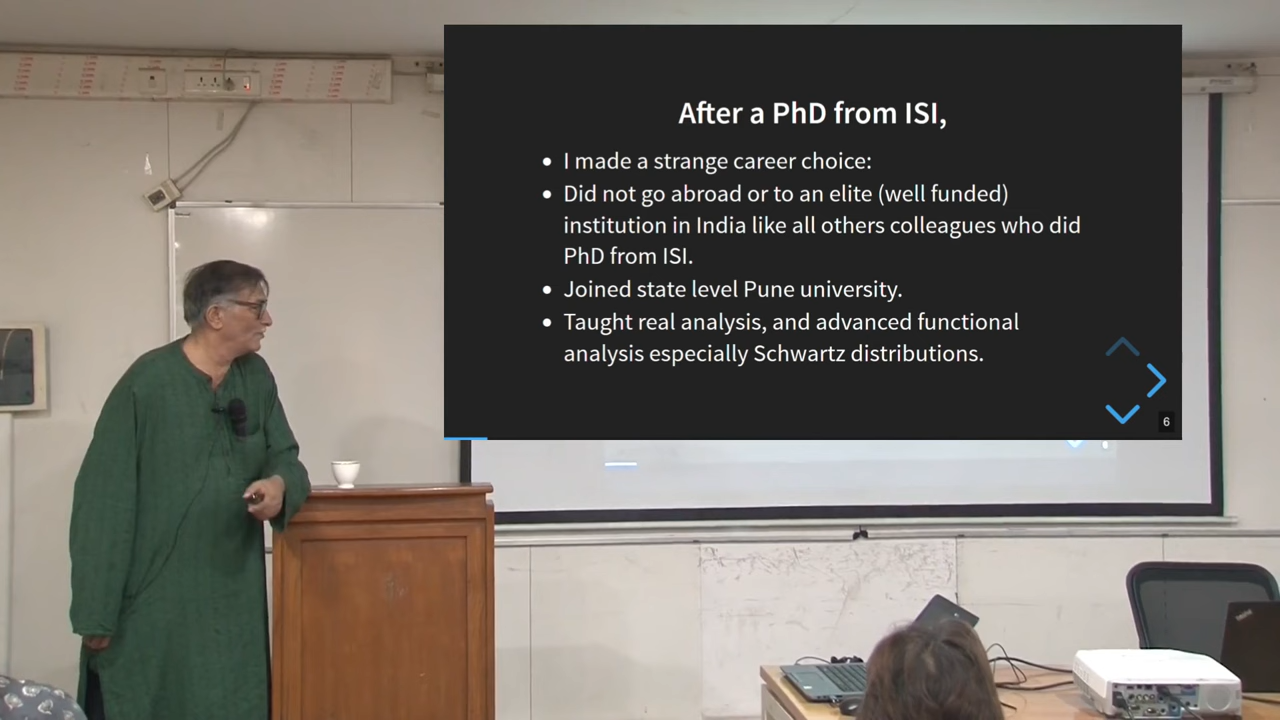 After a PhD from ISI,
I made a strange career choice:
Did not go abroad or to an elite (well funded)
institution in India like all others colleagues who did
PhD from ISI.
Joined state level Pune university.
Taught real analysis, and advanced functional
analysis especially Schwartz distributions.
6